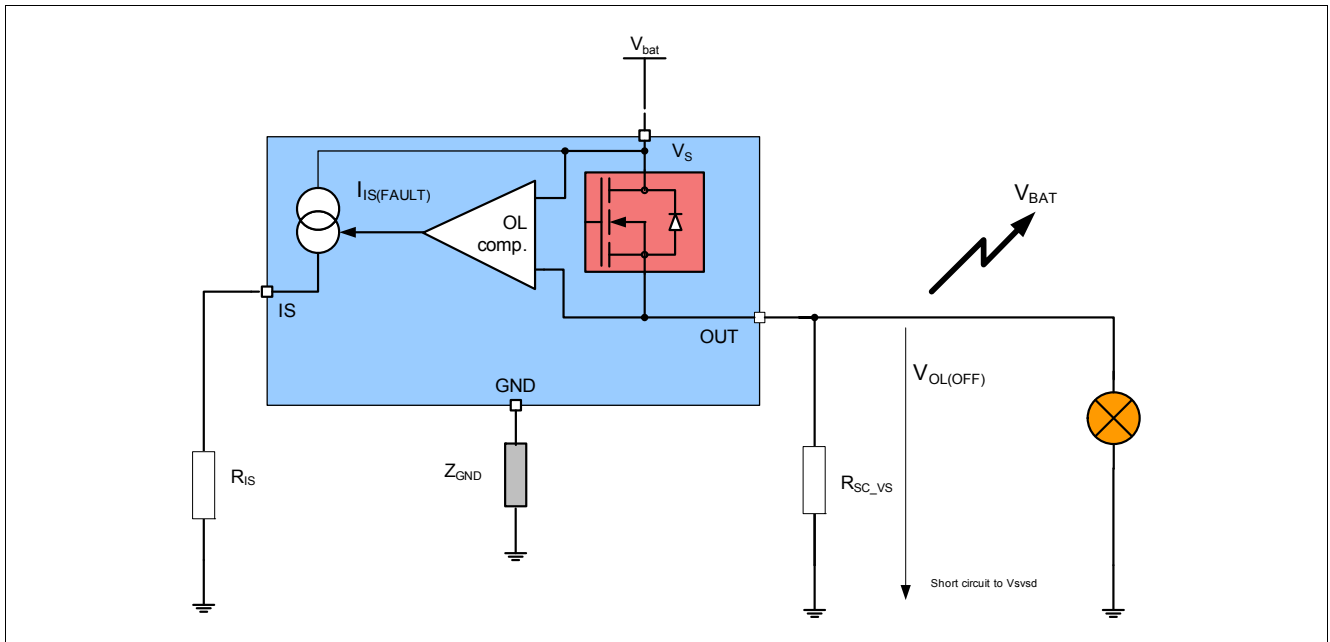 Vbat
VS
IIS(FAULT)
OL
comp.
VBAT
IS
OUT
VOL(OFF)
GND
RIS
ZGND
RSC_VS
Short circuit to Vsvsd